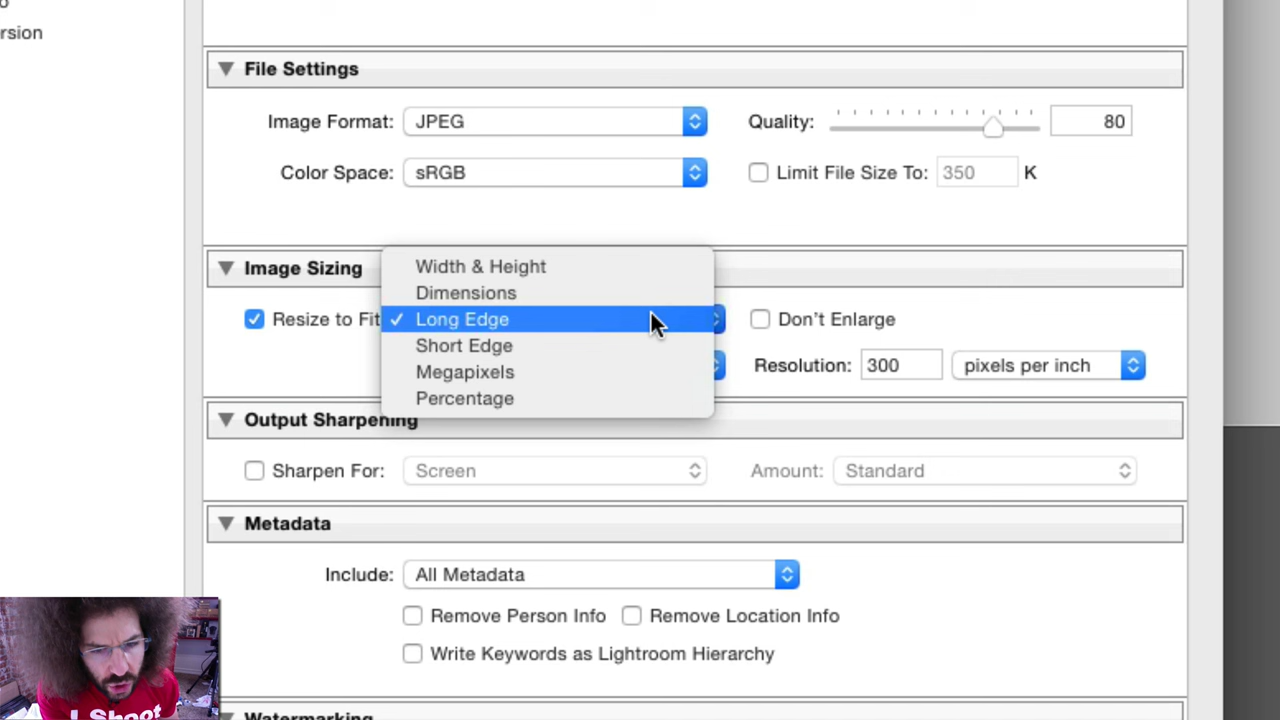 rsion
File Settings
Image Format: JPEG Quality: 80
Color Space: sRGB Limit File Size To: 350 K
Image Sizing
Width & Height
Dimensions
Resize to Fit ✓ Long Edge Don't Enlarge
Short Edge
Resolution: 300 pixels per inch
Megapixels
Percentage
Output Sharpening
Sharpen For: Screen Amount: Standard
Metadata
Include: All Metadata
Remove Person Info Remove Location Info
Write Keywords as Lightroom Hierarchy
I Shoot
Watermarking